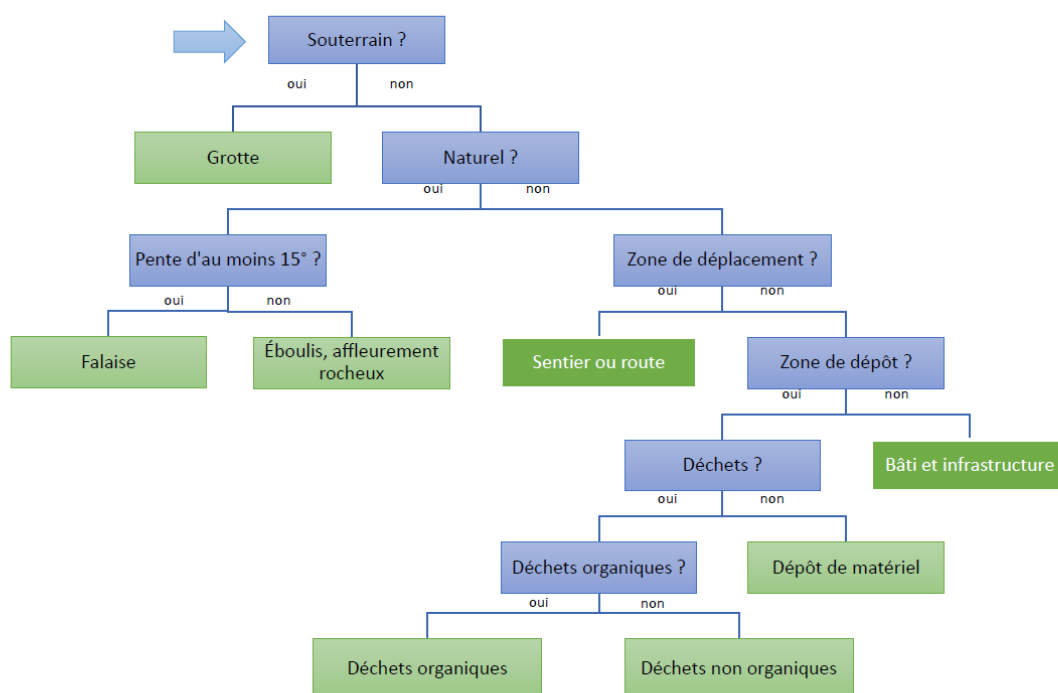 Souterrain ?
oui non
Grotte
Naturel ?
oui non
Pente d'au moins 15° ?
Zone de déplacement ?
oui non
oui non
Falaise
Éboulis, affleurement
rocheux
Sentier ou route
Zone de dépôt ?
oui non
Déchets ?
Bâti et infrastructure
oui non
Déchets organiques ?
Dépôt de matériel
oui non
Déchets organiques
Déchets non organiques